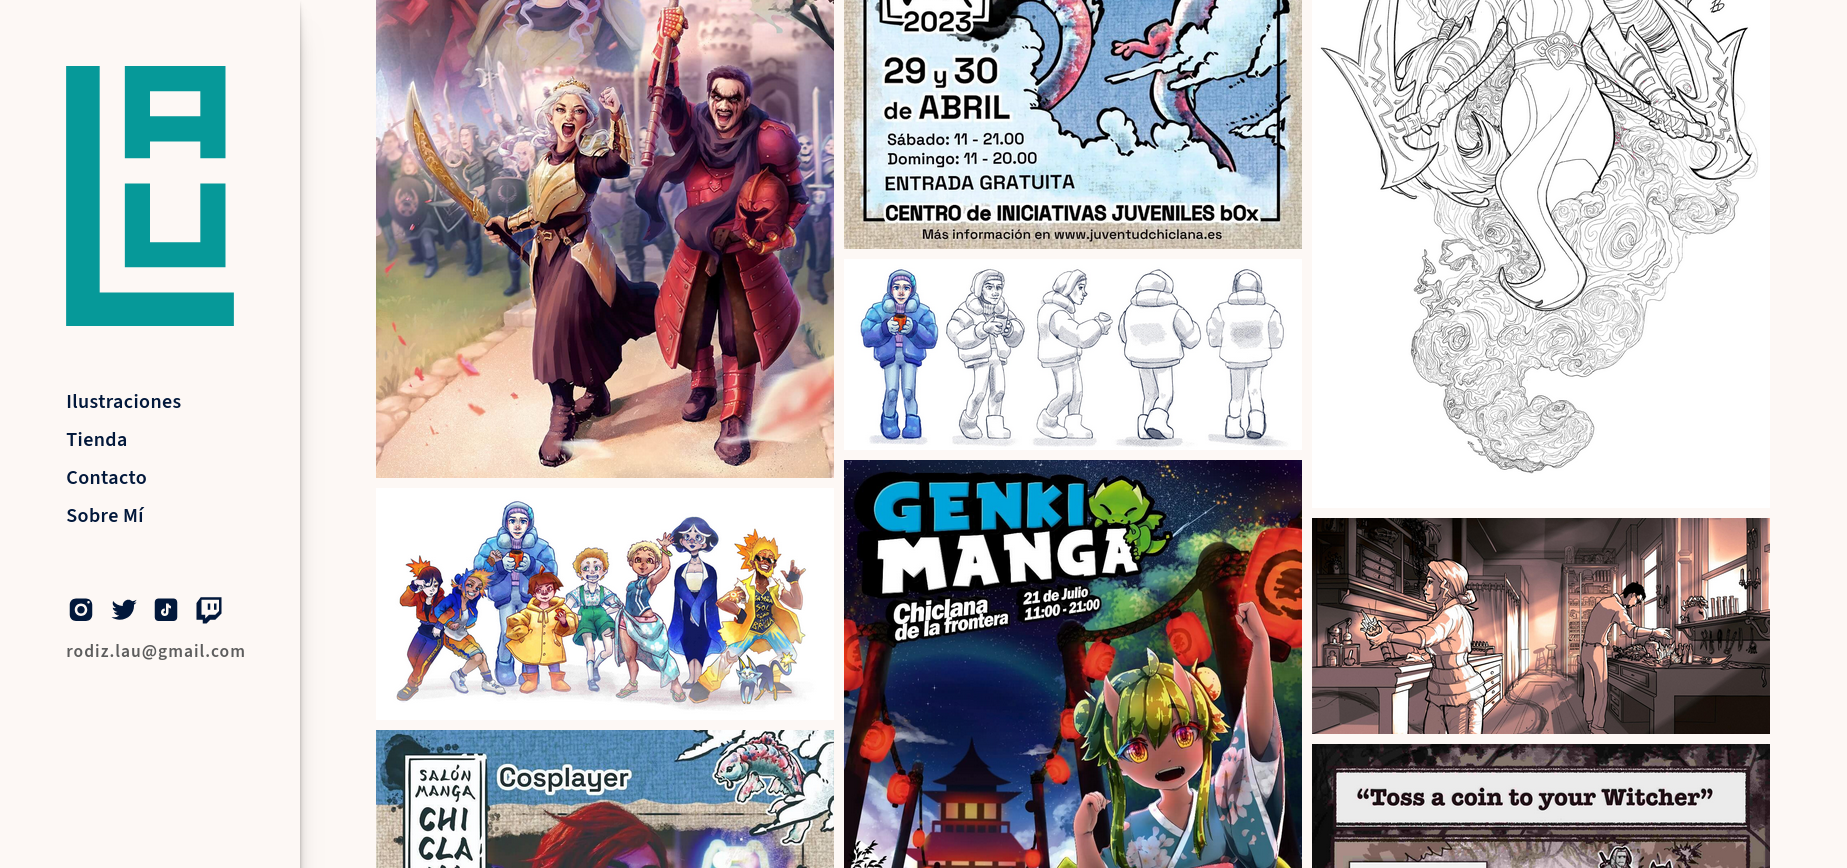 LAU
Ilustraciones
Tienda
Contacto
Sobre Mí
rodiz.lau@gmail.com
SALÓN
MANGA
CHI
CLA
Cosplayer
2023
29 y 30
de ABRIL
Sábado: 11 - 21.00
Domingo: 11 - 20.00
ENTRADA GRATUITA
CENTRO de INICIATIVAS JUVENILES bOx
Más información en www.juventudchiclana.es
GENKI
MANGA
Chiclana
de la frontera
21 de Julio
11:00 - 21:00
“Toss a coin to your Witcher”